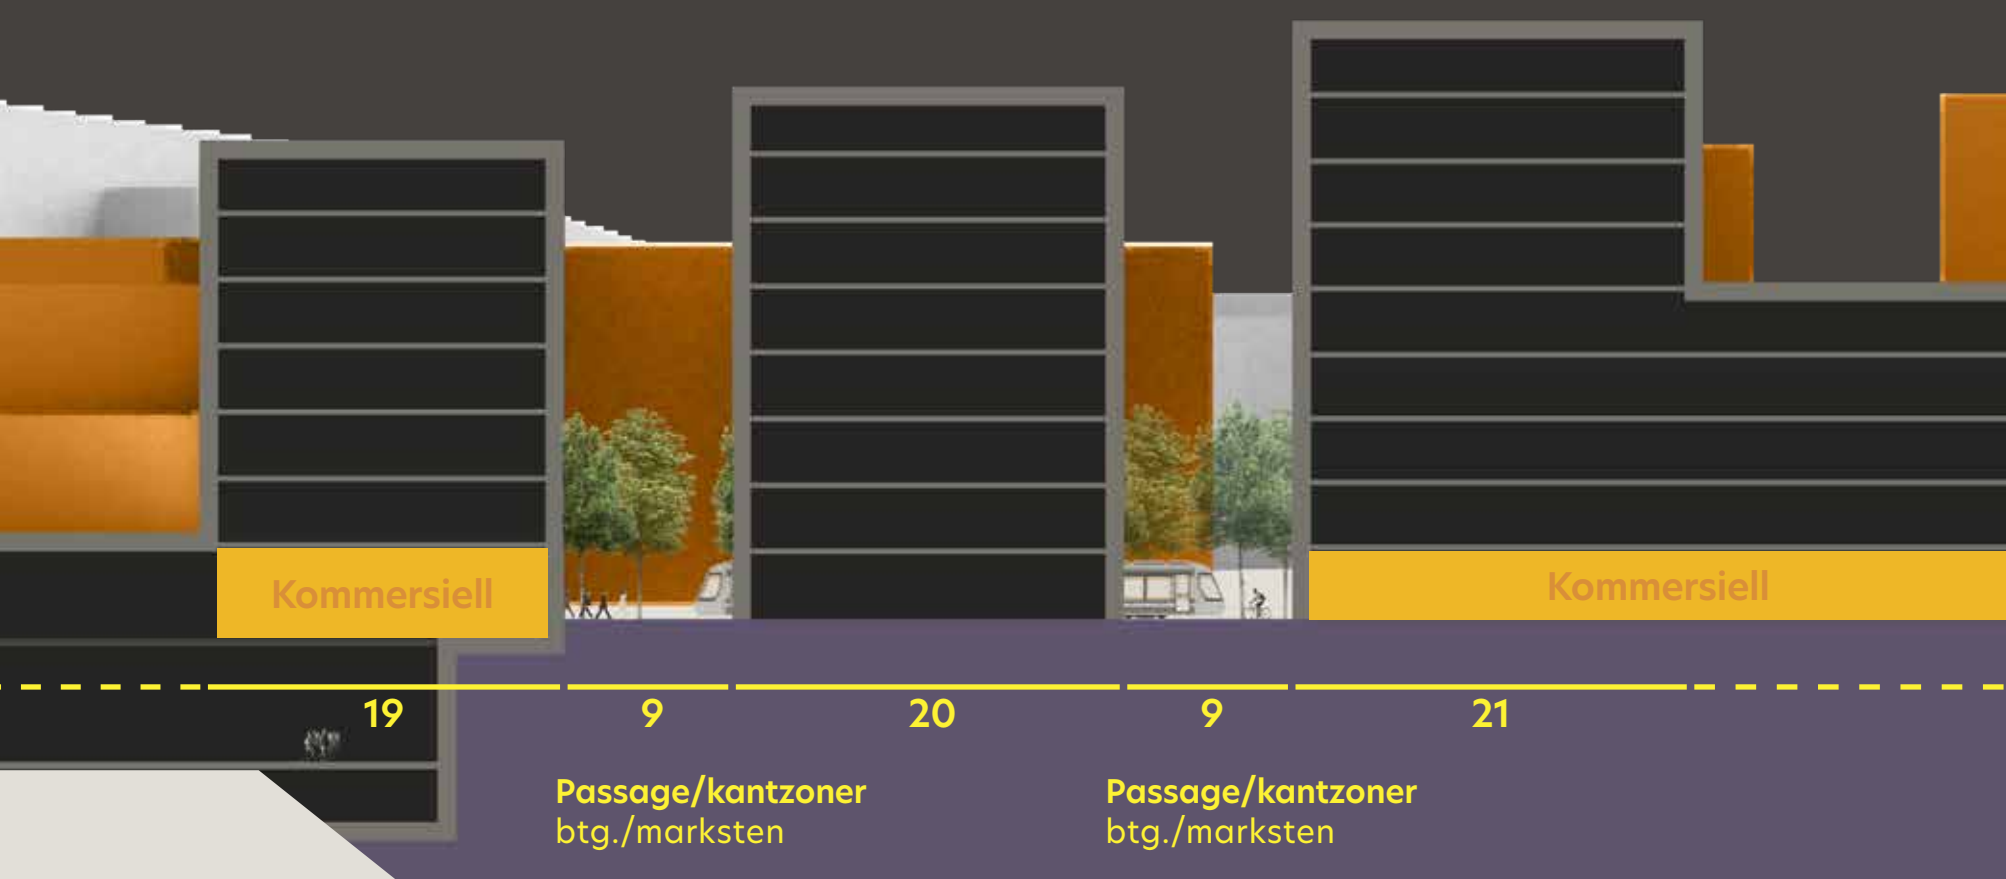 Kommersiell
Kommersiell
19
9
20
9
21
Passage/kantzoner
btg./marksten
Passage/kantzoner
btg./marksten